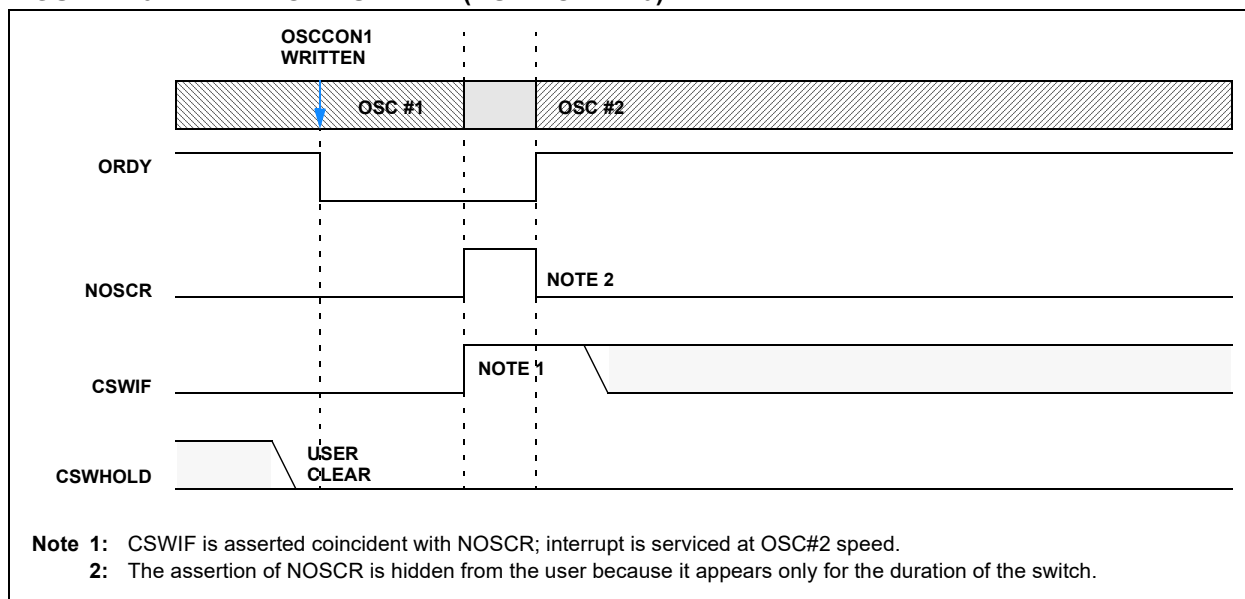 OSCCON1
WRITTEN
OSC #1
OSC #2
ORDY
NOSCR
NOTE 2
CSWIF
NOTE 1
CSWHOLD
USER
CLEAR
Note 1: CSWIF is asserted coincident with NOSCR; interrupt is serviced at OSC#2 speed.
2: The assertion of NOSCR is hidden from the user because it appears only for the duration of the switch.